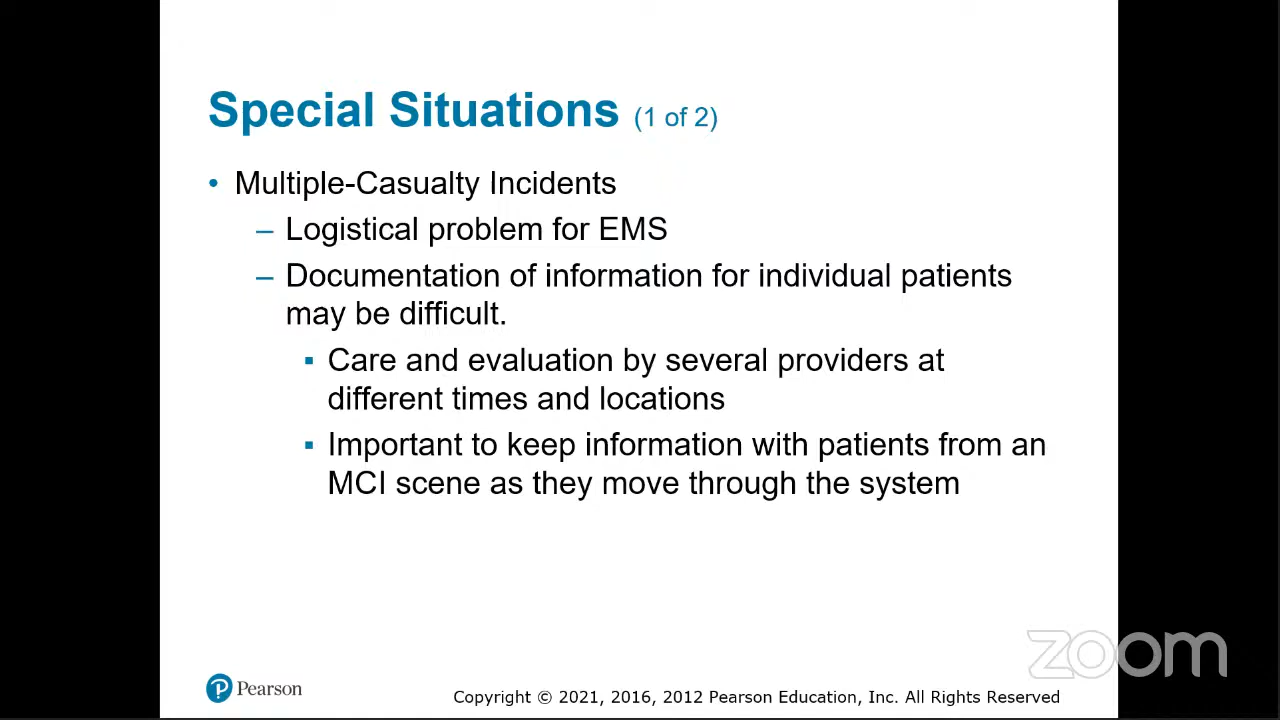 Special Situations (1 of 2)
• Multiple-Casualty Incidents
– Logistical problem for EMS
– Documentation of information for individual patients
may be difficult.
▪ Care and evaluation by several providers at
different times and locations
▪ Important to keep information with patients from an
MCI scene as they move through the system
zoom
Pearson
Copyright © 2021, 2016, 2012 Pearson Education, Inc. All Rights Reserved